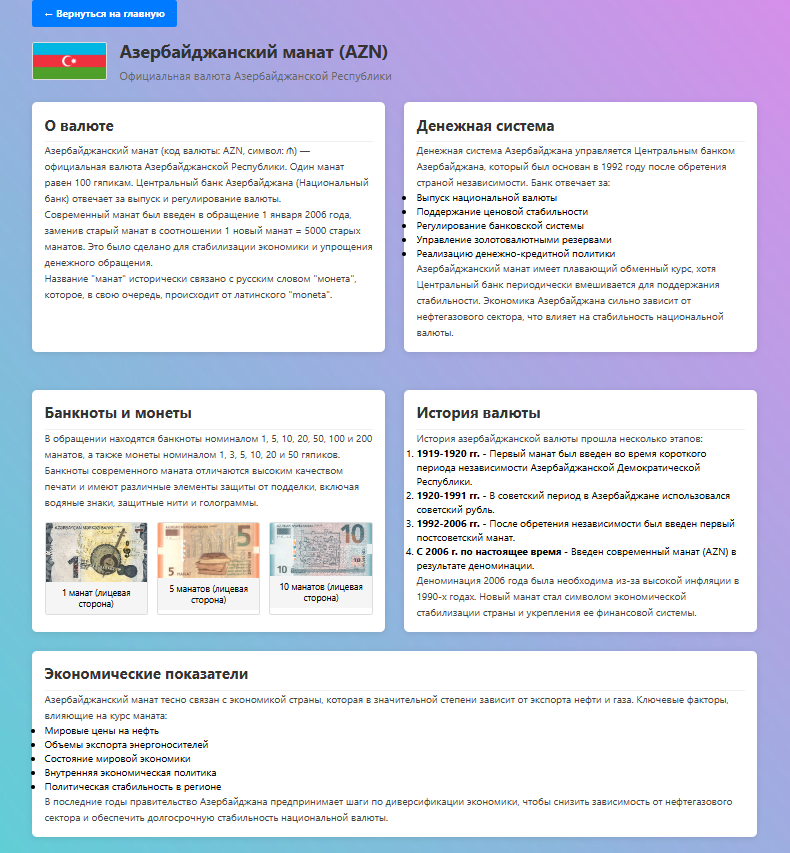 ← Вернуться на главную
Азербайджанский манат (AZN)
Официальная валюта Азербайджанской Республики
О валюте
Азербайджанский манат (код валюты: AZN, символ: ₼) —
официальная валюта Азербайджанской Республики. Один манат
равен 100 гяпикам. Центральный банк Азербайджана (Национальный
банк) отвечает за выпуск и регулирование валюты.
Современный манат был введен в обращение 1 января 2006 года,
заменив старый манат в соотношении 1 новый манат = 5000 старых
манатов. Это было сделано для стабилизации экономики и упрощения
денежного обращения.
Название "манат" исторически связано с русским словом "монета",
которое, в свою очередь, происходит от латинского "moneta".
Денежная система
Денежная система Азербайджана управляется Центральным банком
Азербайджана, который был основан в 1992 году после обретения
страной независимости. Банк отвечает за:
Выпуск национальной валюты
Поддержание ценовой стабильности
Регулирование банковской системы
Управление золотовалютными резервами
Реализацию денежно-кредитной политики
Азербайджанский манат имеет плавающий обменный курс, хотя
Центральный банк периодически вмешивается для поддержания
стабильности. Экономика Азербайджана сильно зависит от
нефтегазового сектора, что влияет на стабильность национальной
валюты.
Банкноты и монеты
В обращении находятся банкноты номиналом 1, 5, 10, 20, 50, 100 и 200
манатов, а также монеты номиналом 1, 3, 5, 10, 20 и 50 гяпиков.
Банкноты современного маната отличаются высоким качеством
печати и имеют различные элементы защиты от подделки, включая
водяные знаки, защитные нити и голограммы.
1
5
5
10
10
1 манат (лицевая
сторона)
5 манатов (лицевая
сторона)
10 манатов (лицевая
сторона)
История валюты
История азербайджанской валюты прошла несколько этапов:
1. 1919-1920 гг. - Первый манат был введен во время короткого
периода независимости Азербайджанской Демократической
Республики.
2. 1920-1991 гг. - В советский период в Азербайджане использовался
советский рубль.
3. 1992-2006 гг. - После обретения независимости был введен первый
постсоветский манат.
4. С 2006 г. по настоящее время - Введен современный манат (AZN) в
результате деноминации.
Деноминация 2006 года была необходима из-за высокой инфляции в
1990-х годах. Новый манат стал символом экономической
стабилизации страны и укрепления ее финансовой системы.
Экономические показатели
Азербайджанский манат тесно связан с экономикой страны, которая в значительной степени зависит от экспорта нефти и газа. Ключевые факторы,
влияющие на курс маната:
Мировые цены на нефть
Объемы экспорта энергоносителей
Состояние мировой экономики
Внутренняя экономическая политика
Политическая стабильность в регионе
В последние годы правительство Азербайджана предпринимает шаги по диверсификации экономики, чтобы снизить зависимость от нефтегазового
сектора и обеспечить долгосрочную стабильность национальной валюты.